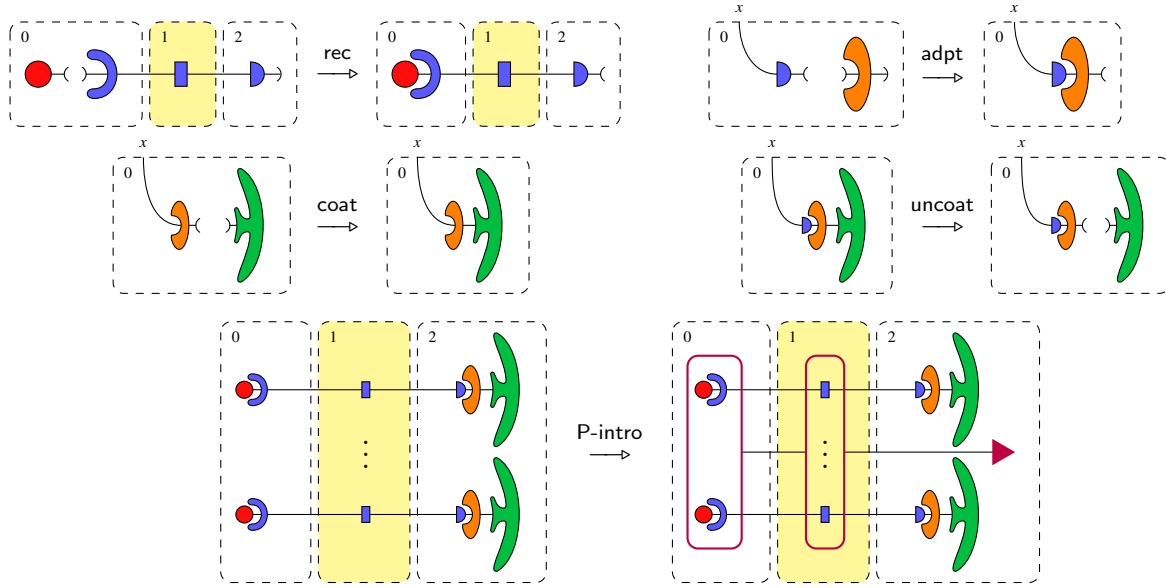 0 1 2 rec 0 1 2
x 0 adpt x 0
x 0 coat x 0
x 0 uncoat x 0
0 1 2 P-intro 0 1 2